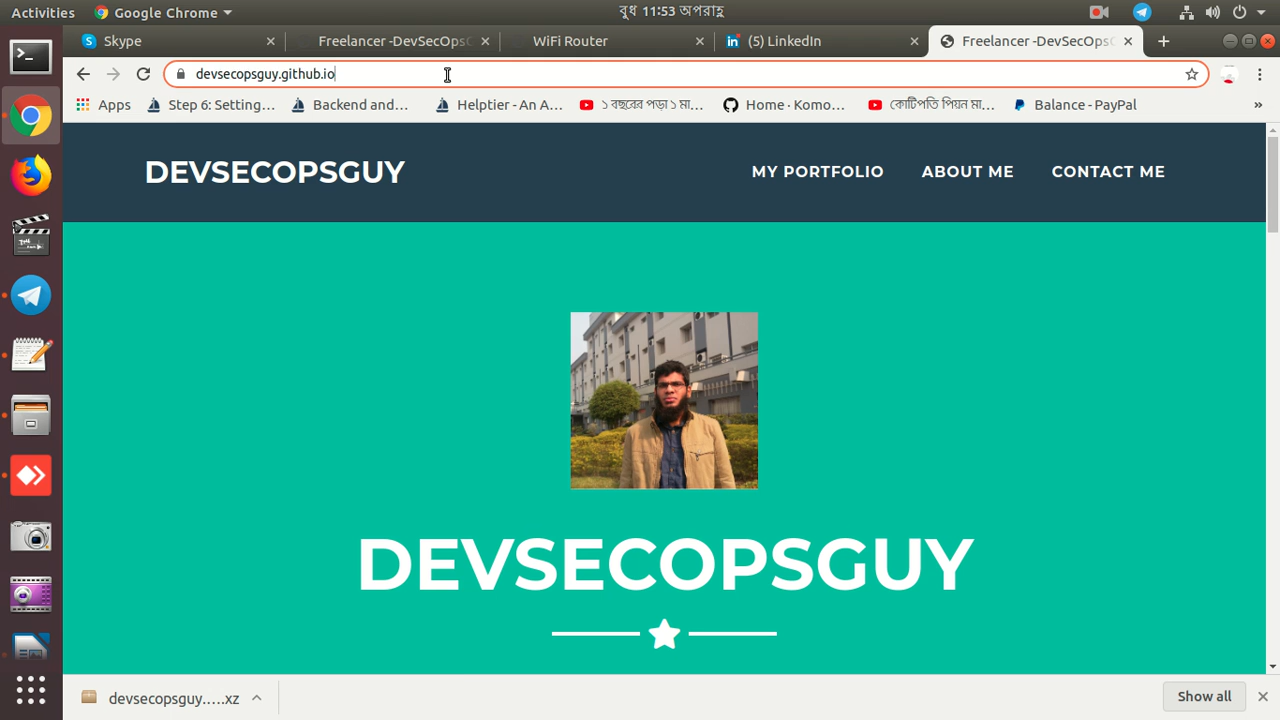 Activities Google Chrome বুধ 11:53 অপরাহ্ণ
Skype Freelancer -DevSecOpsG WiFi Router (5) LinkedIn Freelancer -DevSecOpsG
devsecopsguy.github.io
Apps Step 6: Setting... Backend and... Helptier - An A... ১ বছরের পড়া ১ মা... Home · Komo... কোটিপতি পিয়ন মা... Balance - PayPal »
DEVSECOPSGUY MY PORTFOLIO ABOUT ME CONTACT ME
DEVSECOPSGUY
devsecopsguy.....xz Show all